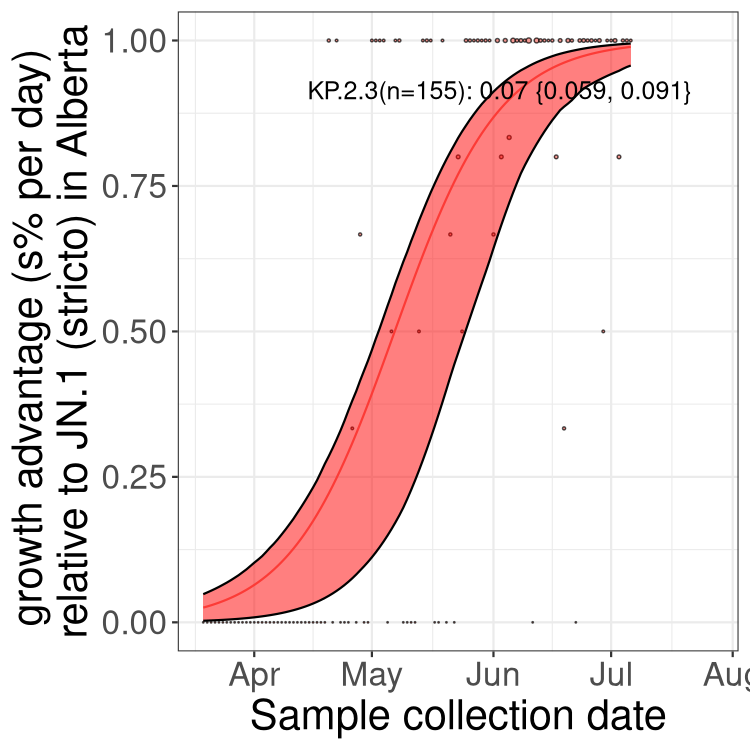 growth advantage (s% per day)
relative to JN.1 (stricto) in Alberta
1.00
0.75
0.50
0.25
0.00
KP.2.3(n=155): 0.07 {0.059, 0.091}
Apr May Jun Jul Aug
Sample collection date